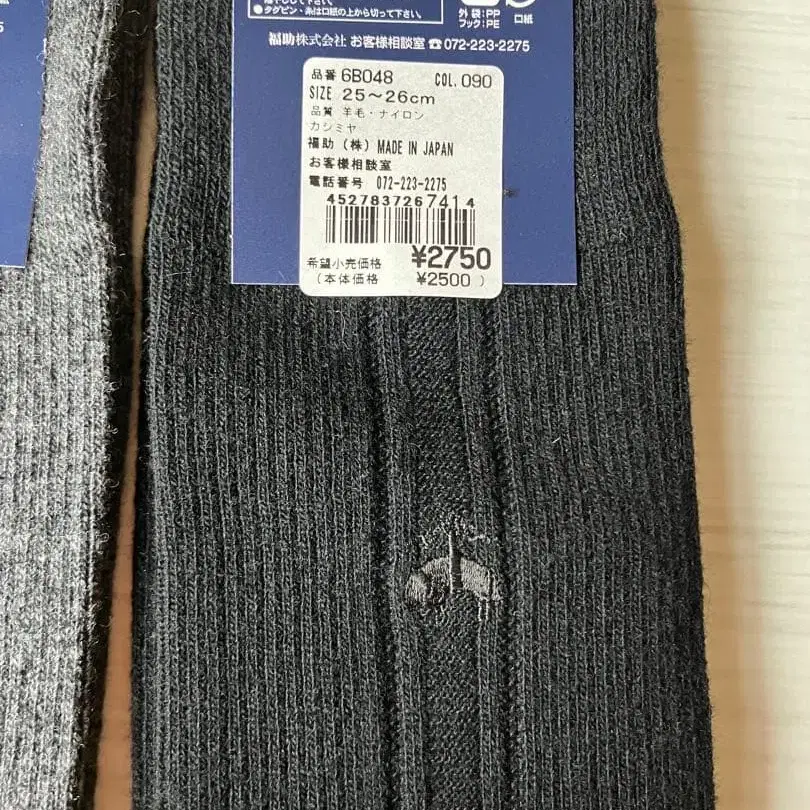 ●タグピン・糸は口紙の上から切って下さい。
外 袋:PP
フック:PE
口紙
福助株式会社 お客様相談室 ☎072-223-2275
品番 6B048 COL.090
SIZE 25～26cm
品質 羊毛・ナイロン
カシミヤ
福助（株）MADE IN JAPAN
お客様相談室
電話番号 072-223-2275
4527837267414
希望小売価格 ¥2750
（本体価格 ¥2500 ）